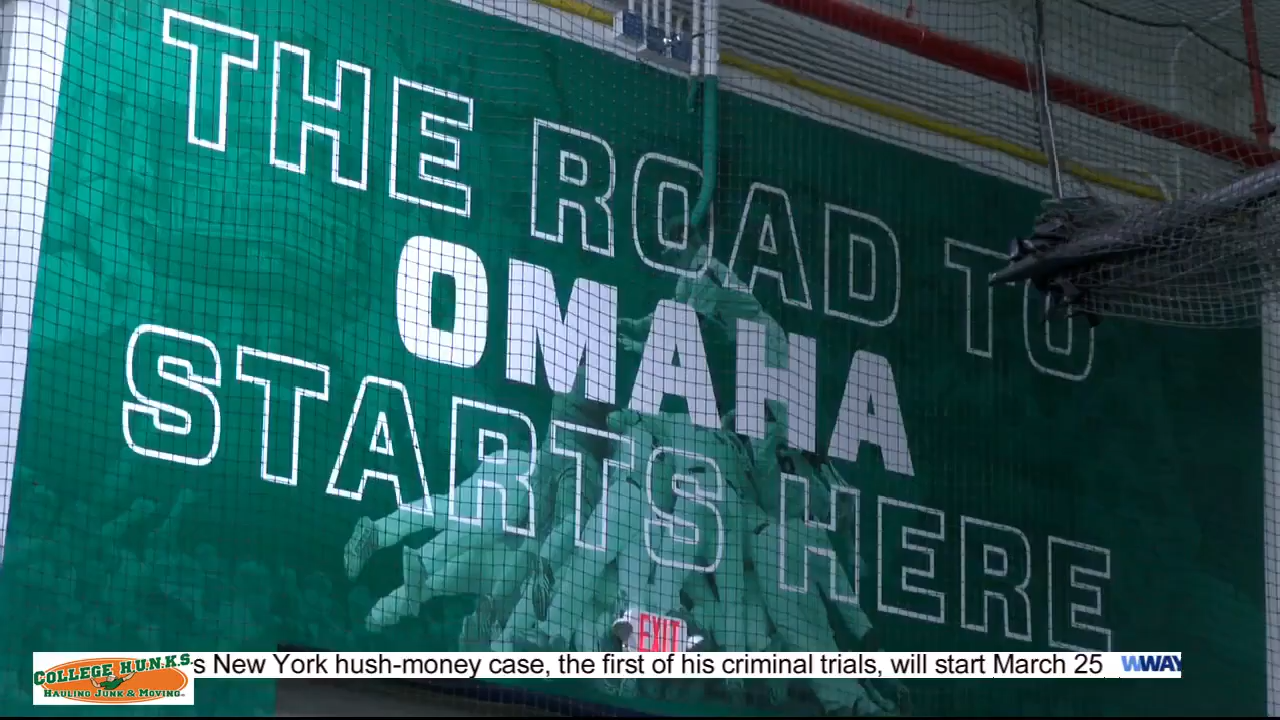 THE ROAD TO
OMAHA
STARTS HERE
EXIT
COLLEGE HUNKS
HAULING JUNK & MOVING
s New York hush-money case, the first of his criminal trials, will start March 25 WWAY